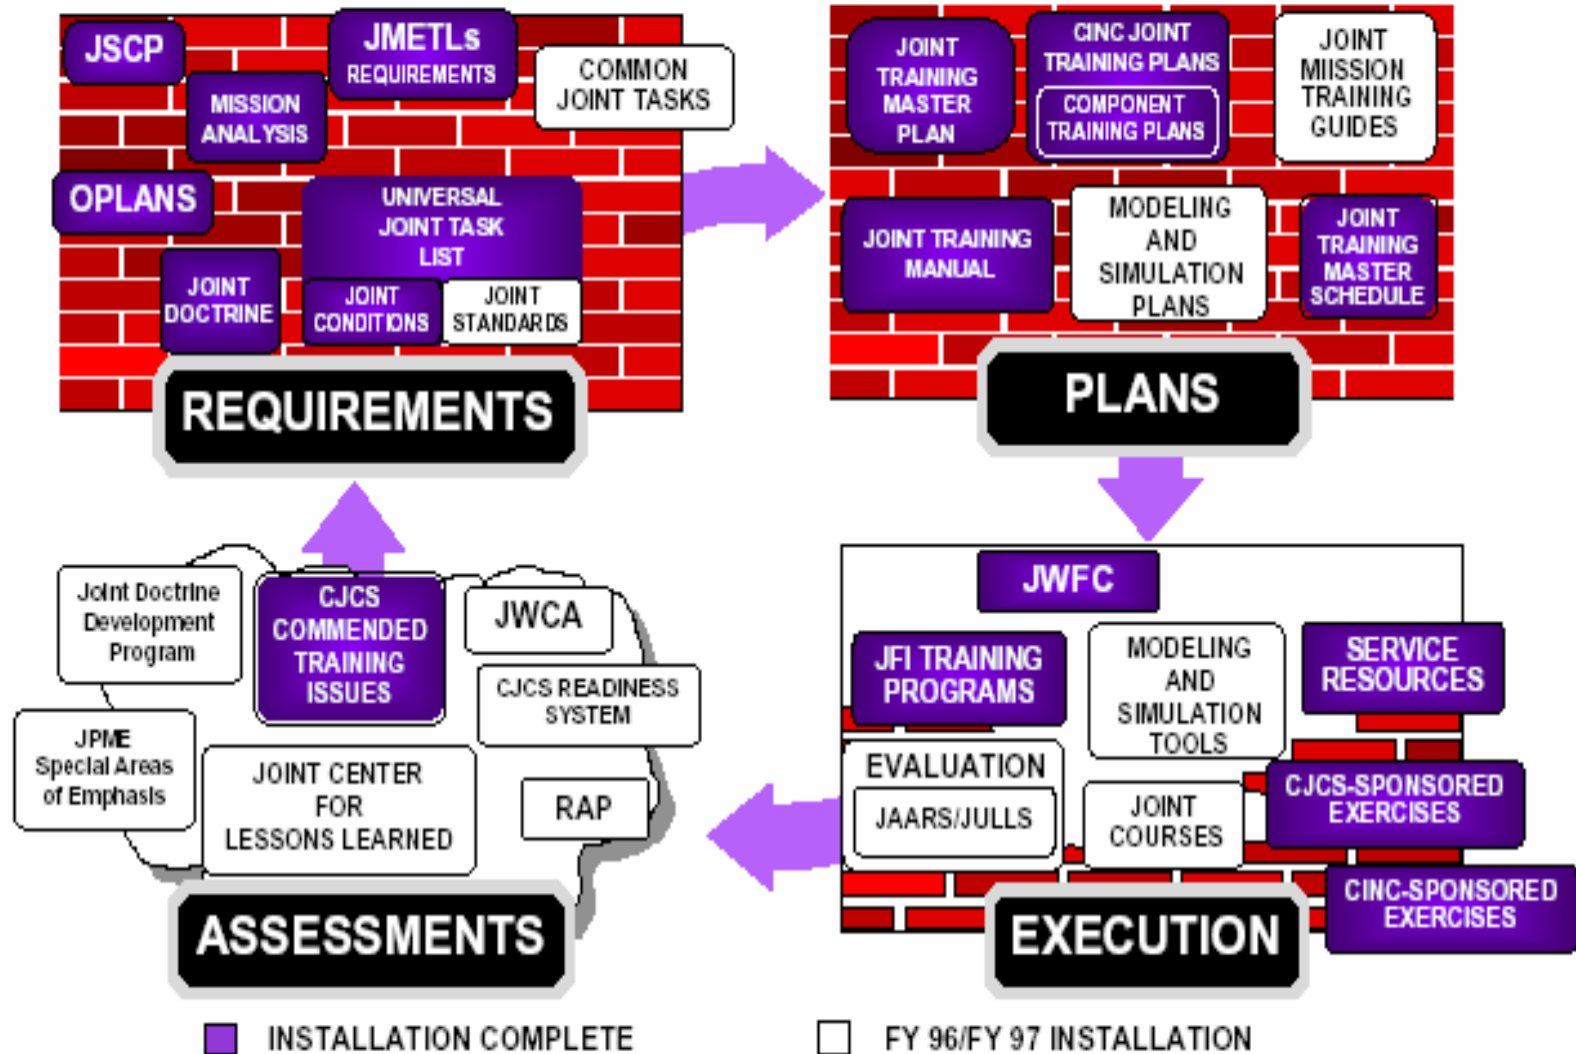 JSCP
JMETLs
REQUIREMENTS
COMMON
JOINT TASKS
MISSION
ANALYSIS
OPLANS
UNIVERSAL
JOINT TASK
LIST
JOINT
DOCTRINE
JOINT
CONDITIONS
JOINT
STANDARDS
REQUIREMENTS
JOINT
TRAINING
MASTER
PLAN
CINC JOINT
TRAINING PLANS
COMPONENT
TRAINING PLANS
JOINT
MIISSION
TRAINING
GUIDES
JOINT TRAINING
MANUAL
MODELING
AND
SIMULATION
PLANS
JOINT
TRAINING
MASTER
SCHEDULE
PLANS
Joint Doctrine
Development
Program
CJCS
COMMENDED
TRAINING
ISSUES
JWCA
CJCS READINESS
SYSTEM
JPME
Special Areas
of Emphasis
JOINT CENTER
FOR
LESSONS LEARNED
RAP
ASSESSMENTS
JWFC
JFI TRAINING
PROGRAMS
MODELING
AND
SIMULATION
TOOLS
SERVICE
RESOURCES
EVALUATION
JAARS/JULLS
JOINT
COURSES
CJCS-SPONSORED
EXERCISES
CINC-SPONSORED
EXERCISES
EXECUTION
INSTALLATION COMPLETE
FY 96/FY 97 INSTALLATION